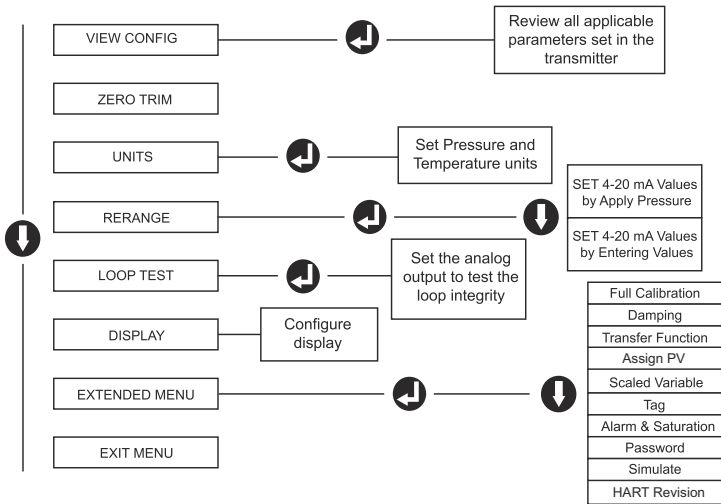 VIEW CONFIG
Review all applicable
parameters set in the
transmitter
ZERO TRIM
UNITS
Set Pressure and
Temperature units
RERANGE
SET 4-20 mA Values
by Apply Pressure
SET 4-20 mA Values
by Entering Values
LOOP TEST
Set the analog
output to test the
loop integrity
DISPLAY
Configure
display
EXTENDED MENU
Full Calibration
Damping
Transfer Function
Assign PV
Scaled Variable
Tag
Alarm & Saturation
Password
Simulate
HART Revision
EXIT MENU